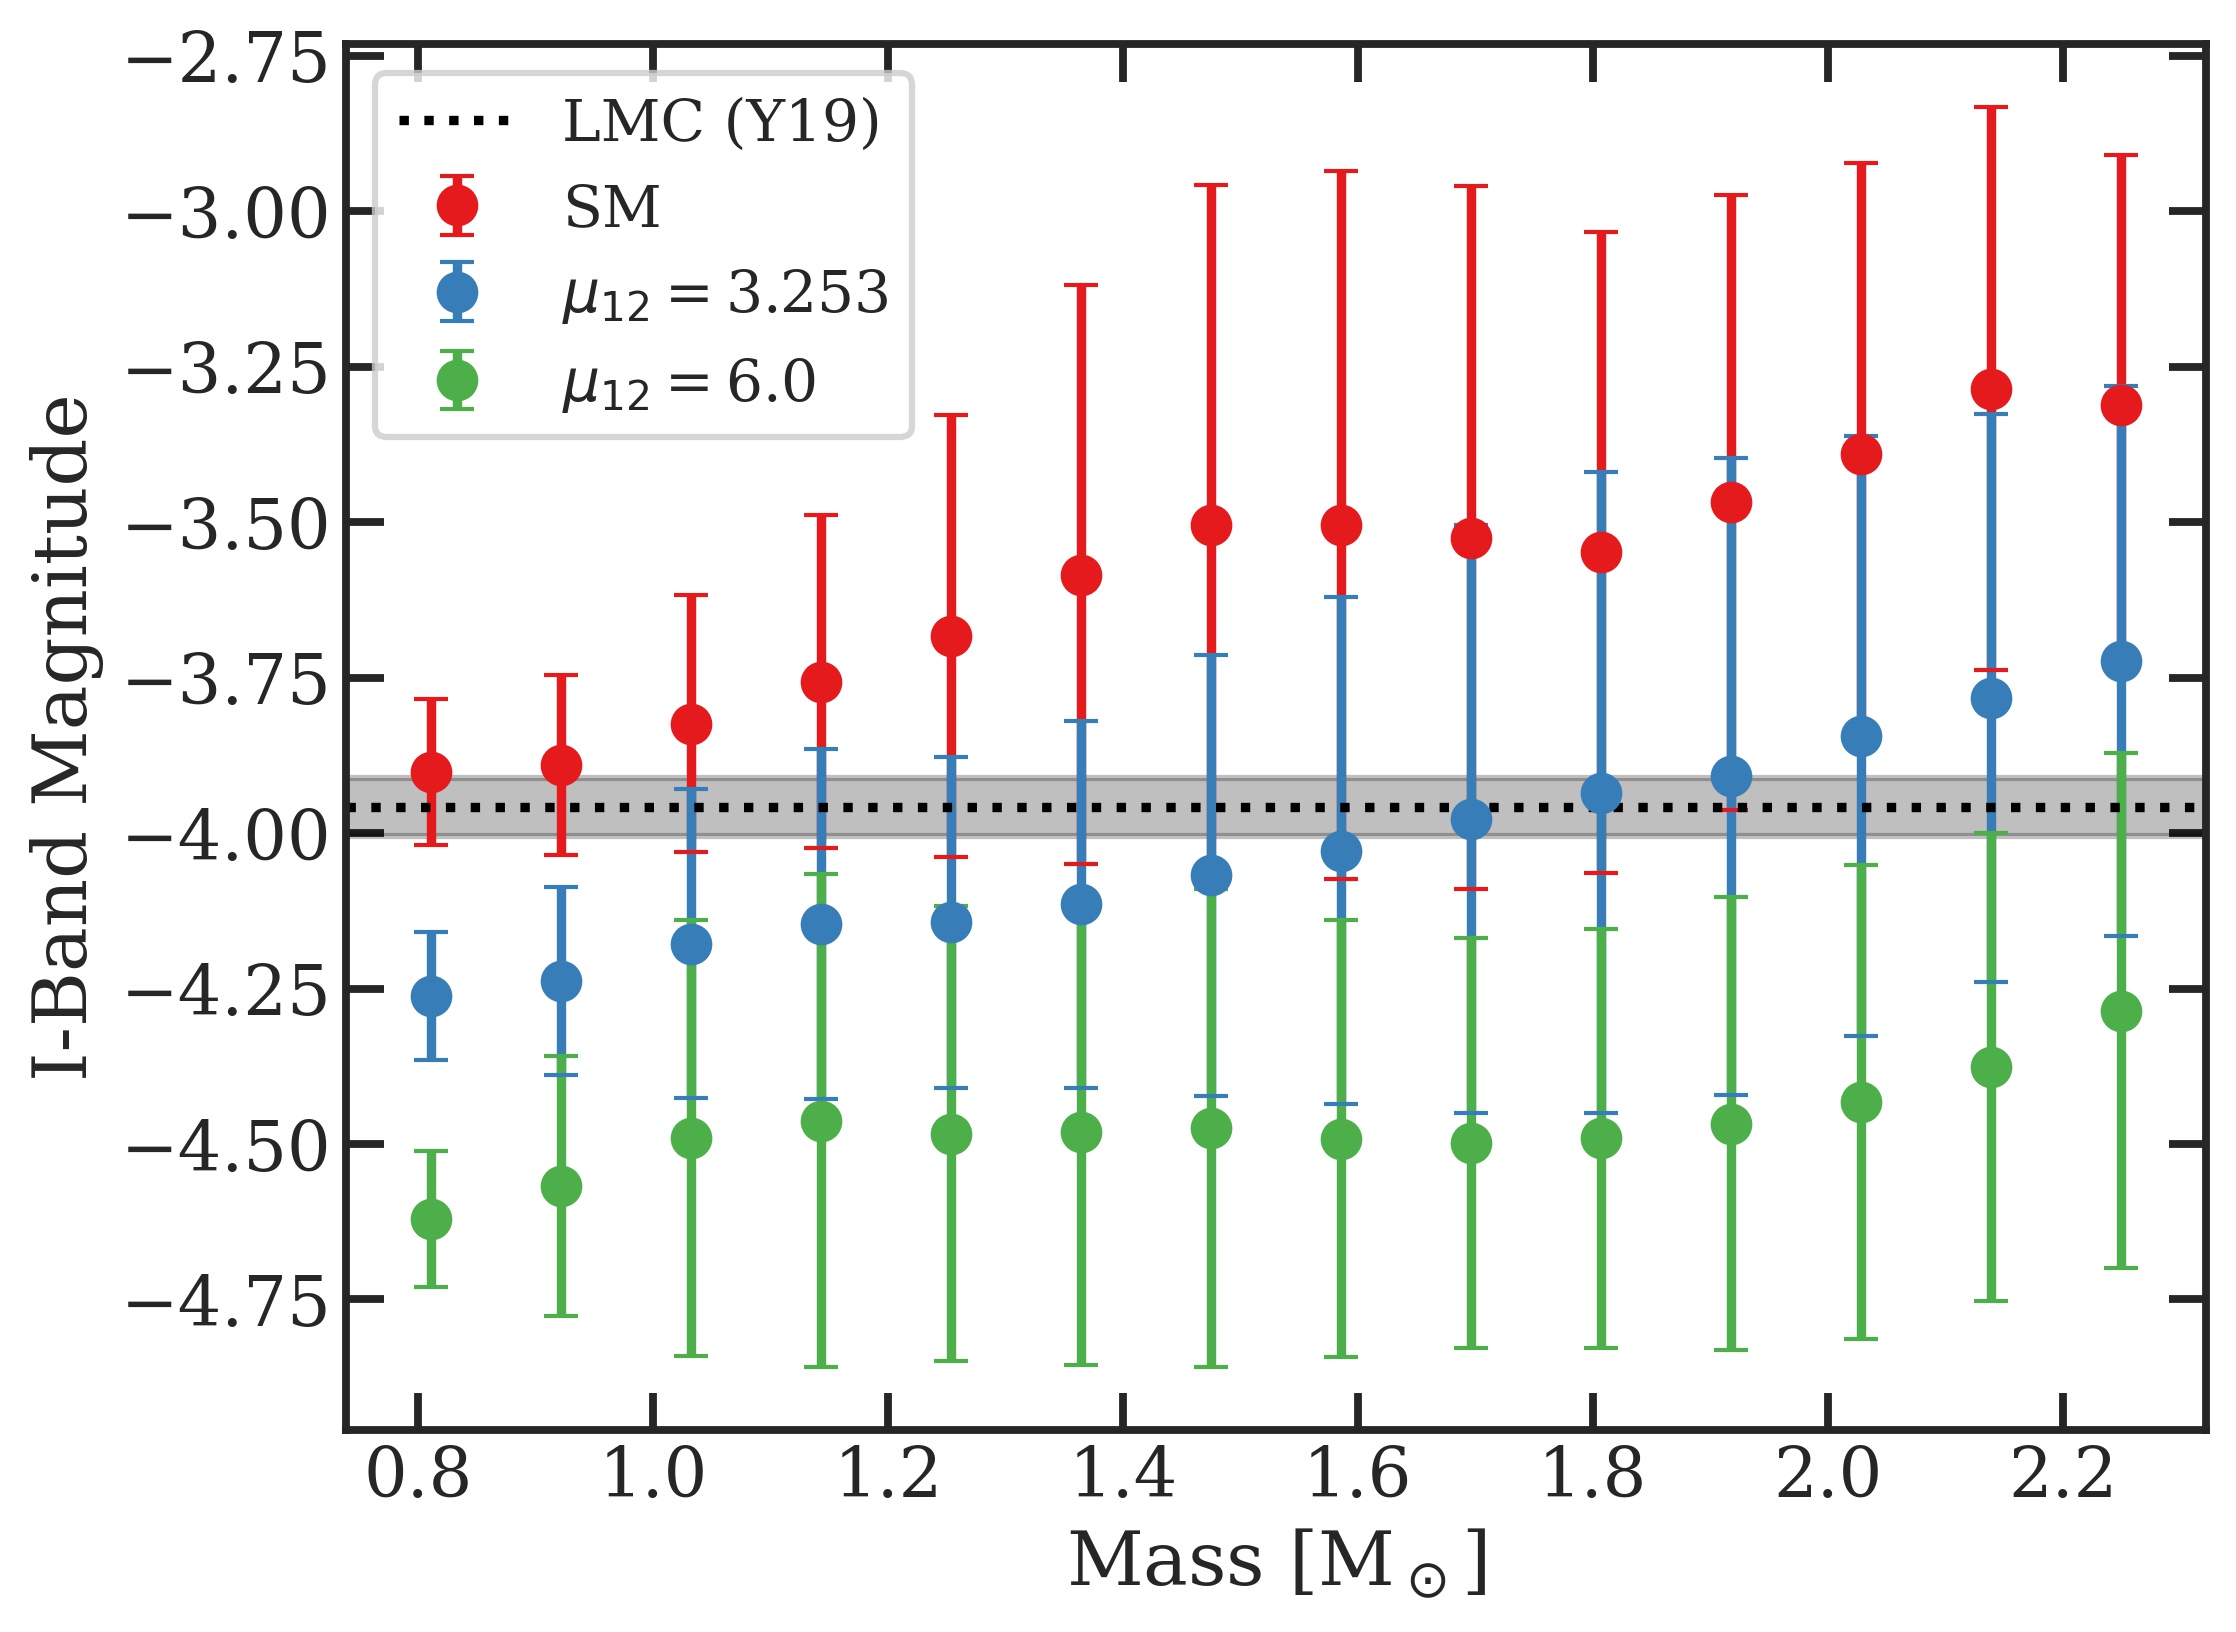 −2.75
−3.00
−3.25
−3.50
−3.75
−4.00
−4.25
−4.50
−4.75
I-Band Magnitude
LMC (Y19)
SM
μ₁₂ = 3.253
μ₁₂ = 6.0
0.8 1.0 1.2 1.4 1.6 1.8 2.0 2.2
Mass [M⊙]